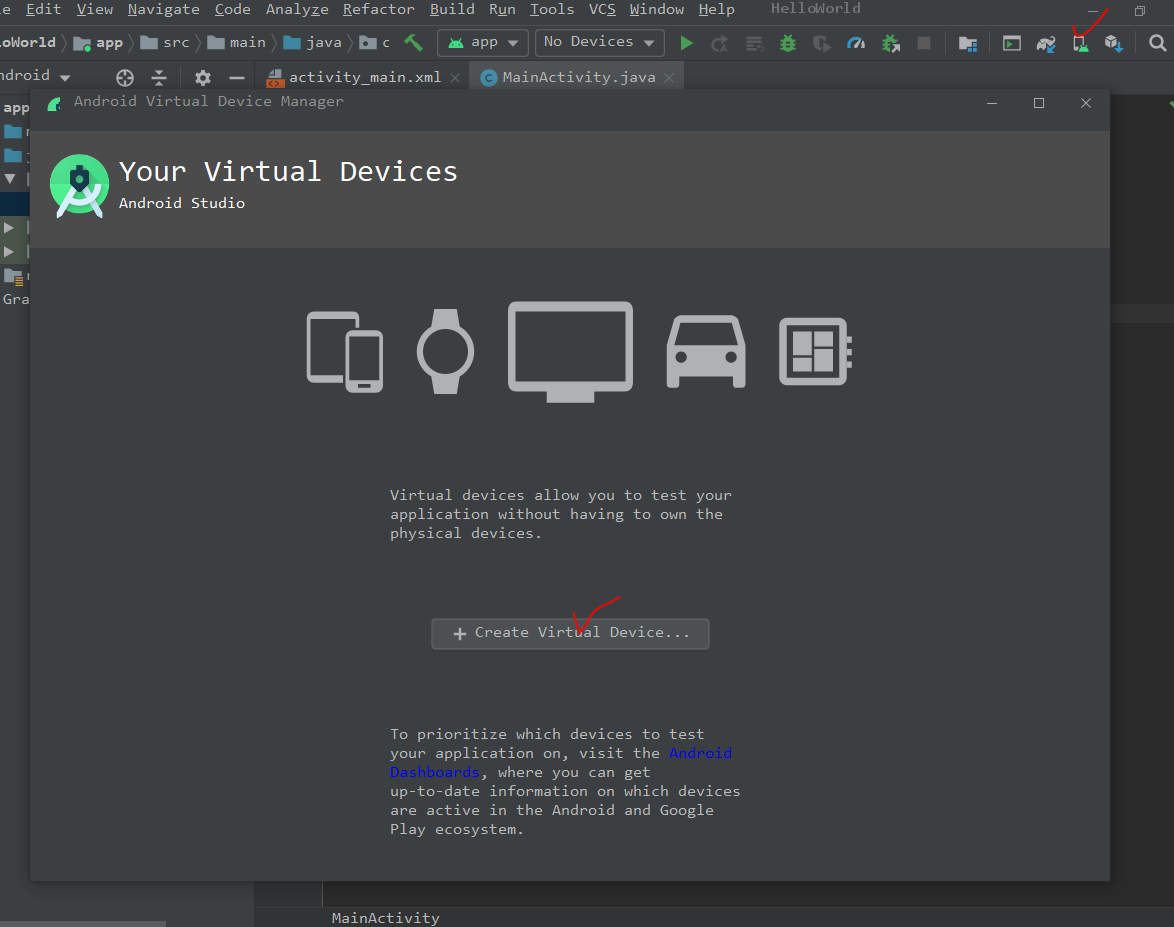 Edit View Navigate Code Analyze Refactor Build Run Tools VCS Window Help HelloWorld
loWorld app src main java c app No Devices
ndroid activity_main.xml MainActivity.java
Android Virtual Device Manager
app
Your Virtual Devices
Android Studio
Gra
Virtual devices allow you to test your
application without having to own the
physical devices.
+ Create Virtual Device...
To prioritize which devices to test
your application on, visit the Android
Dashboards, where you can get
up-to-date information on which devices
are active in the Android and Google
Play ecosystem.
MainActivity